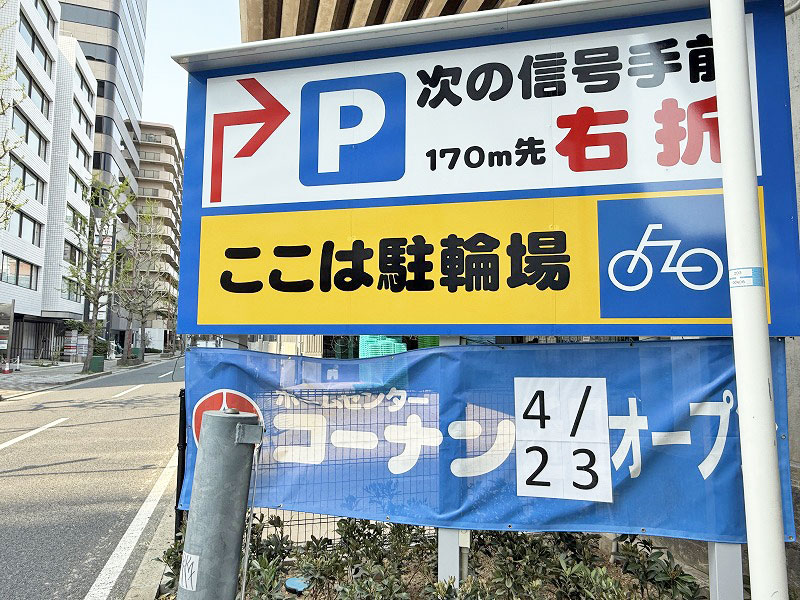 P
次の信号手前
170m先 右折
ここは駐輪場
ホームセンター
コーナン
4/
23
オープ